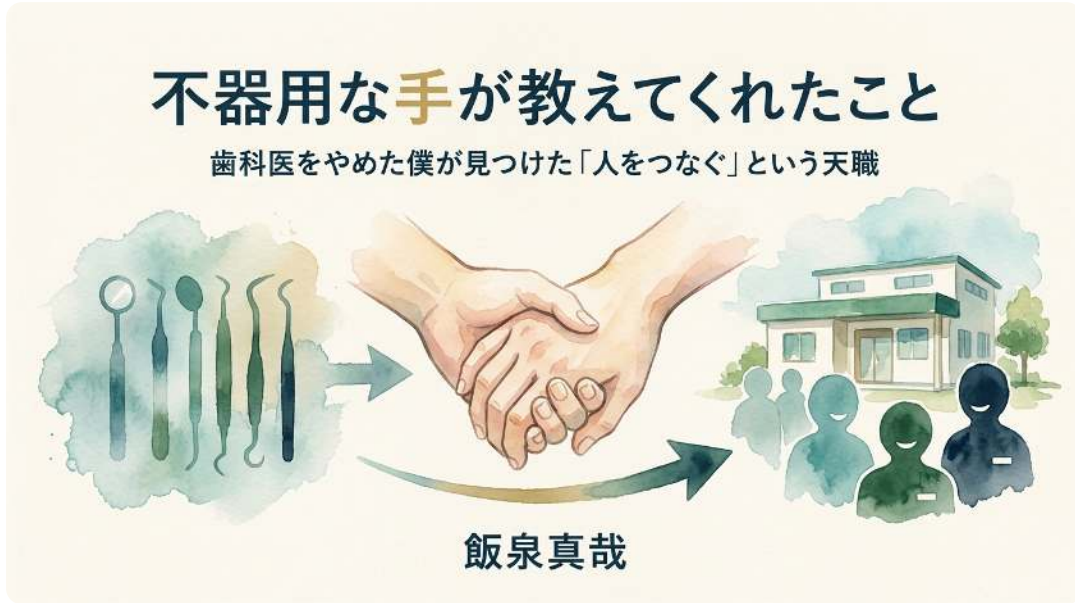 不器用な手が教えてくれたこと
歯科医をやめた僕が見つけた「人をつなぐ」という天職
飯泉真哉